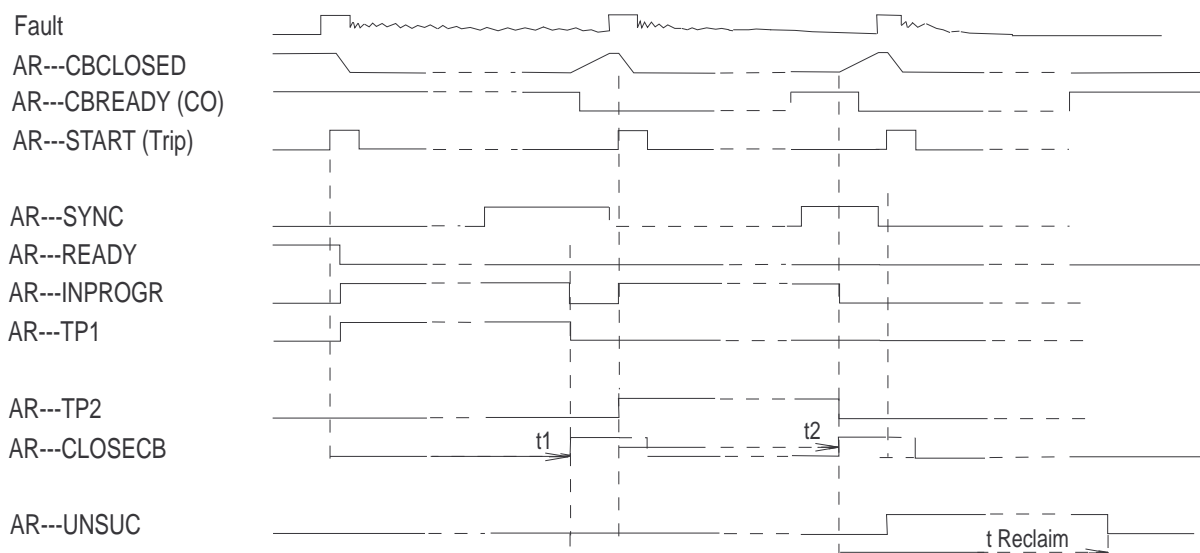 Fault
AR---CBCLOSED
AR---CBREADY (CO)
AR---START (Trip)
AR---SYNC
AR---READY
AR---INPROGR
AR---TP1
AR---TP2
AR---CLOSECB
t1
t2
AR---UNSUC
t Reclaim